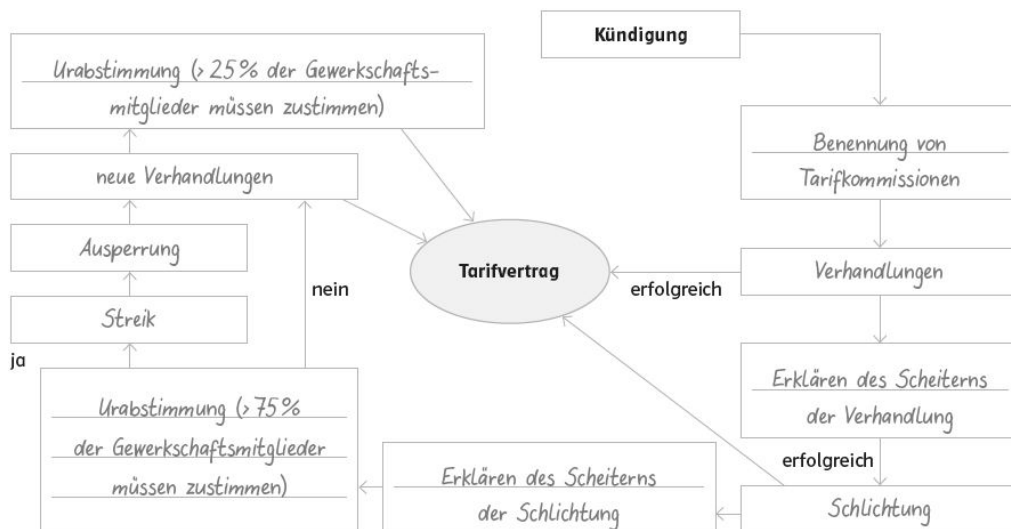 Kündigung
Urabstimmung (> 25% der Gewerkschafts-
mitglieder müssen zustimmen)
Benennung von
Tarifkommissionen
neue Verhandlungen
Ausperrung
Tarifvertrag
Verhandlungen
nein
erfolgreich
Streik
ja
Erklären des Scheiterns
der Verhandlung
Urabstimmung (> 75%
der Gewerkschaftsmitglieder
müssen zustimmen)
erfolgreich
Erklären des Scheiterns
der Schlichtung
Schlichtung